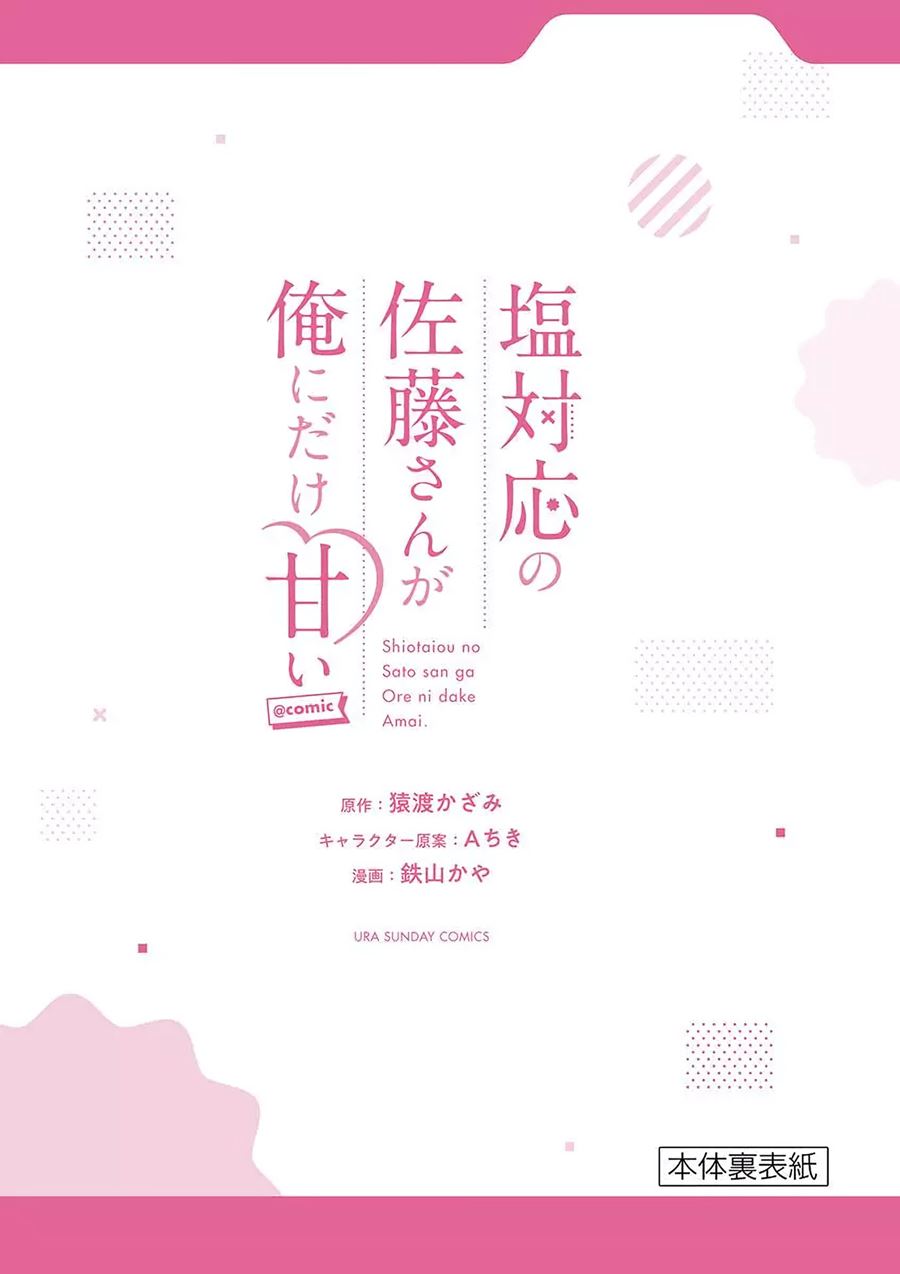 塩対応の
佐藤さんが
俺にだけ
甘い
@comic
Shiotaiou no
Sato san ga
Ore ni dake
Amai.
原作:猿渡かざみ
キャラクター原案:Aちき
漫画:鉄山かや
URA SUNDAY COMICS
本体裏表紙